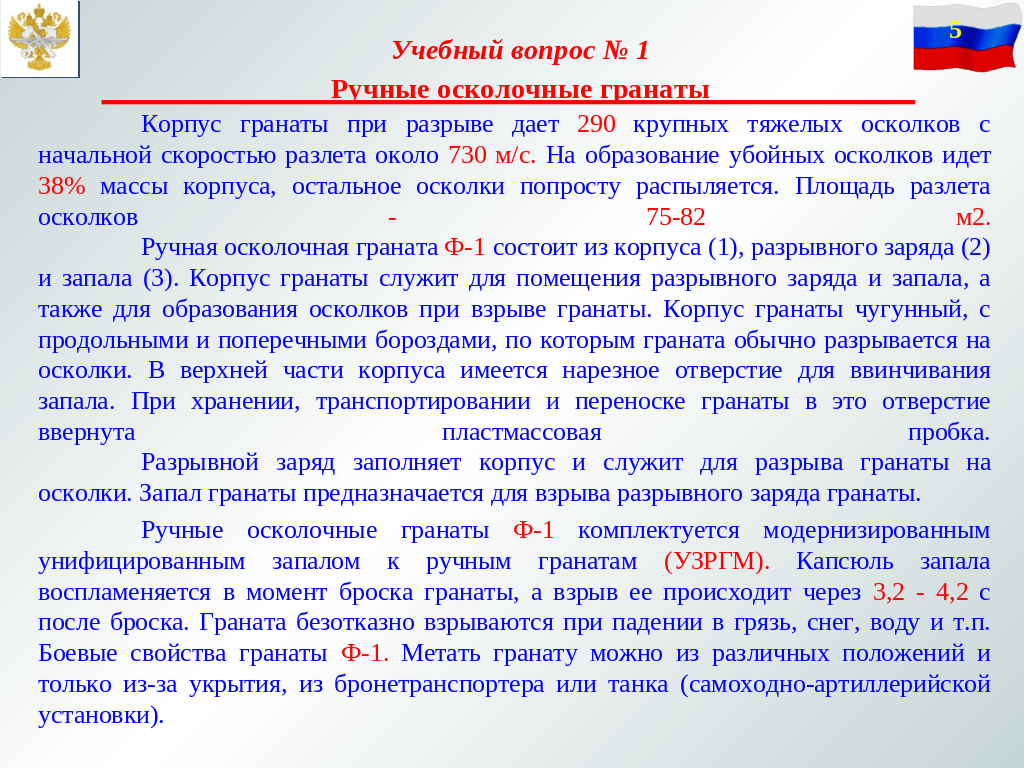 5
Учебный вопрос № 1
Ручные осколочные гранаты
Корпус гранаты при разрыве дает 290 крупных тяжелых осколков с
начальной скоростью разлета около 730 м/с. На образование убойных осколков идет
38% массы корпуса, остальное осколки попросту распыляется. Площадь разлета
осколков - 75-82 м2.
Ручная осколочная граната Ф-1 состоит из корпуса (1), разрывного заряда (2)
и запала (3). Корпус гранаты служит для помещения разрывного заряда и запала, а
также для образования осколков при взрыве гранаты. Корпус гранаты чугунный, с
продольными и поперечными бороздами, по которым граната обычно разрывается на
осколки. В верхней части корпуса имеется нарезное отверстие для ввинчивания
запала. При хранении, транспортировании и переноске гранаты в это отверстие
ввернута пластмассовая пробка.
Разрывной заряд заполняет корпус и служит для разрыва гранаты на
осколки. Запал гранаты предназначается для взрыва разрывного заряда гранаты.
Ручные осколочные гранаты Ф-1 комплектуется модернизированным
унифицированным запалом к ручным гранатам (УЗРГМ). Капсюль запала
воспламеняется в момент броска гранаты, а взрыв ее происходит через 3,2 - 4,2 с
после броска. Граната безотказно взрываются при падении в грязь, снег, воду и т.п.
Боевые свойства гранаты Ф-1. Метать гранату можно из различных положений и
только из-за укрытия, из бронетранспортера или танка (самоходно-артиллерийской
установки).